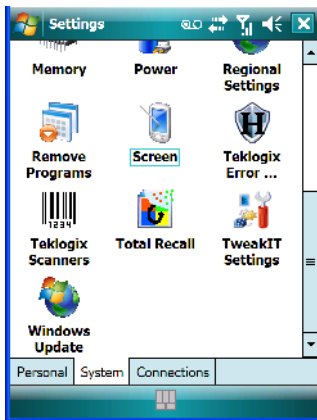 Settings
Memory Power Regional
Settings
Remove Screen Teklogix
Programs Error ...
Teklogix Total Recall TweakIT
Scanners Settings
1234
Windows
Update
Personal System Connections